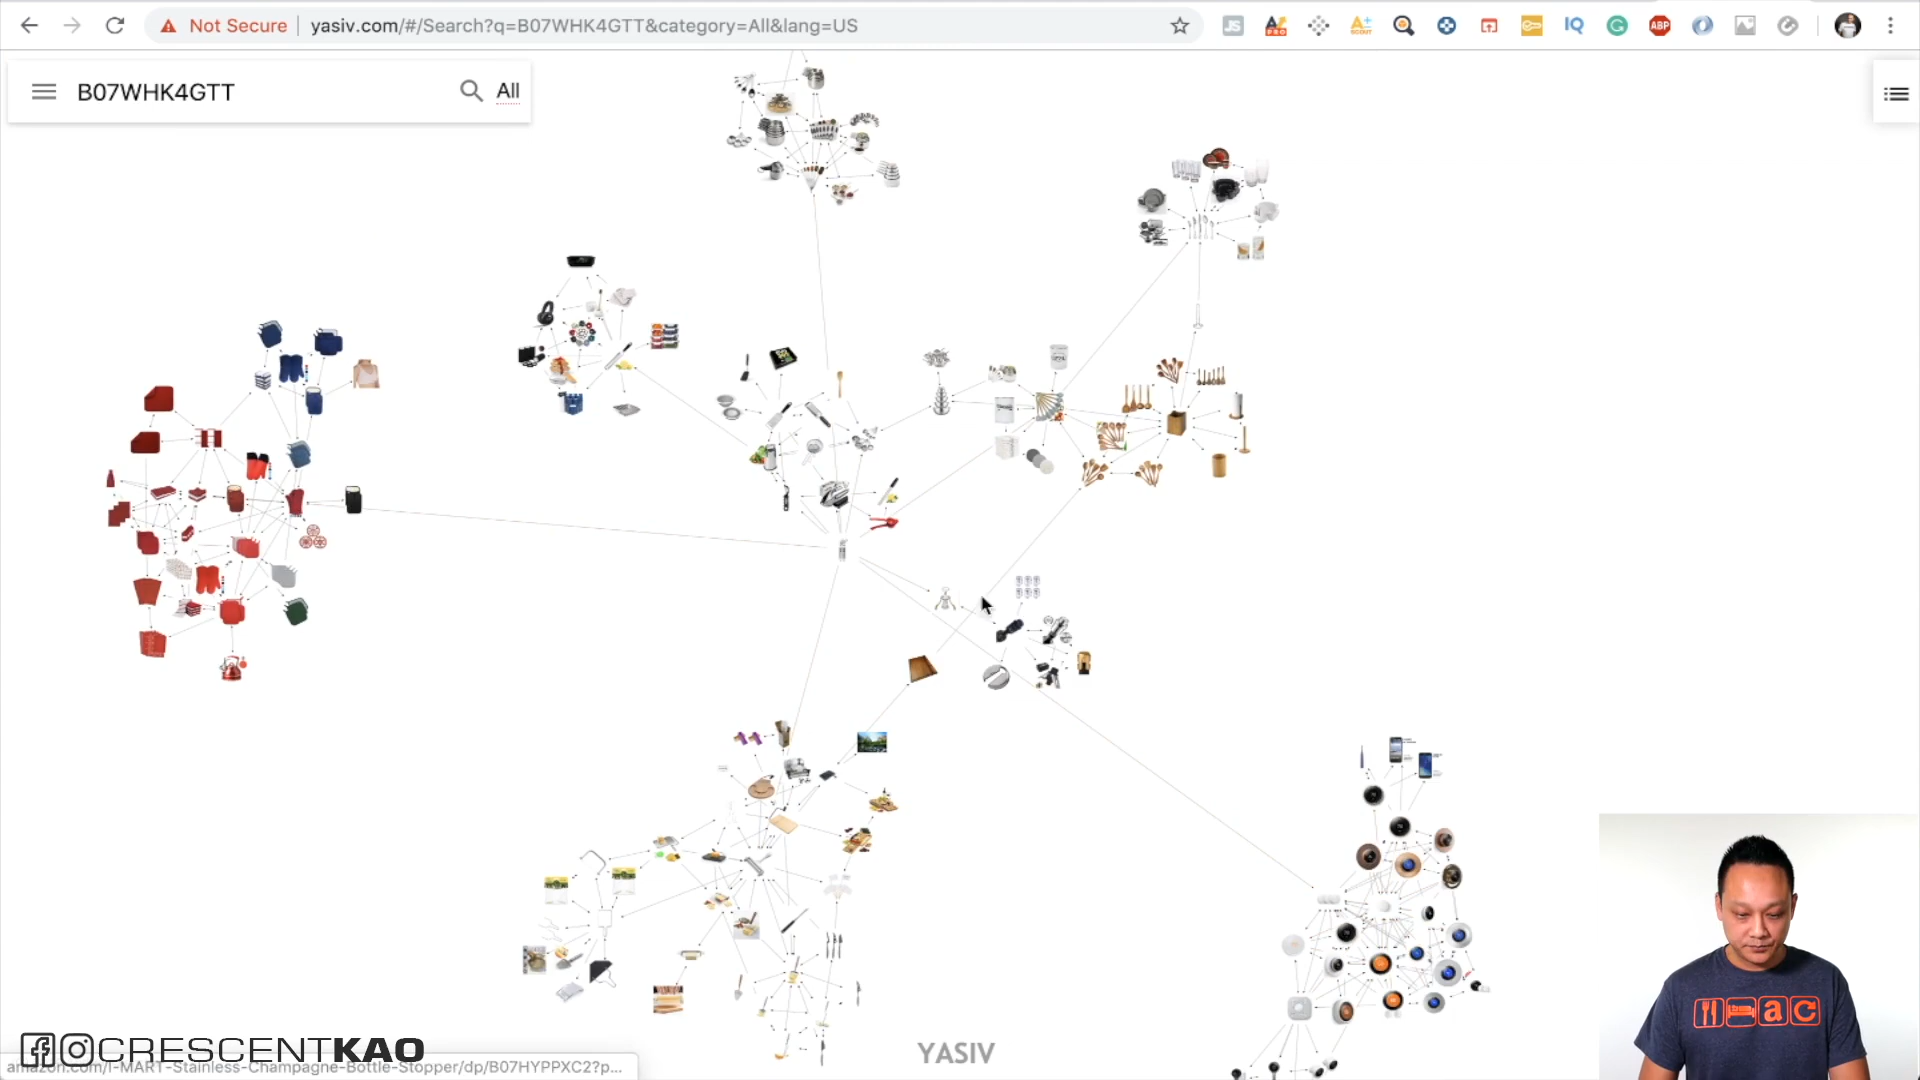 Not Secure
yasiv.com/#/Search?q=B07WHK4GTT&category=All&lang=US
B07WHK4GTT
All
YASIV
CRESCENTKAO
amazon.com/I-MART-Stainless-Champagne-Bottle-Stopper/dp/B07HYPPXC2?p...